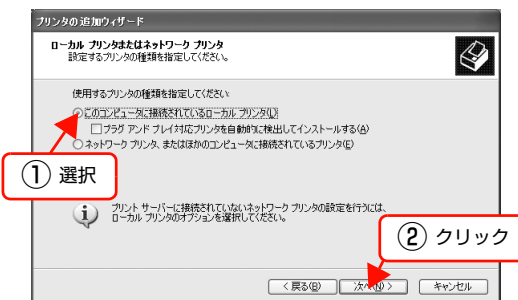 プリンタの追加ウィザード
ローカル プリンタまたはネットワーク プリンタ
設定するプリンタの種類を指定してください。
使用するプリンタの種類を指定してください:
このコンピュータに接続されているローカル プリンタ(L)
プラグ アンド プレイ対応プリンタを自動的に検出してインストールする(A)
ネットワーク プリンタ、またはほかのコンピュータに接続されているプリンタ(E)
① 選択
プリント サーバーに接続されていないネットワーク プリンタの設定を行うには、
ローカル プリンタのオプションを選択してください。
② クリック
< 戻る(B)
次へ(N) >
キャンセル